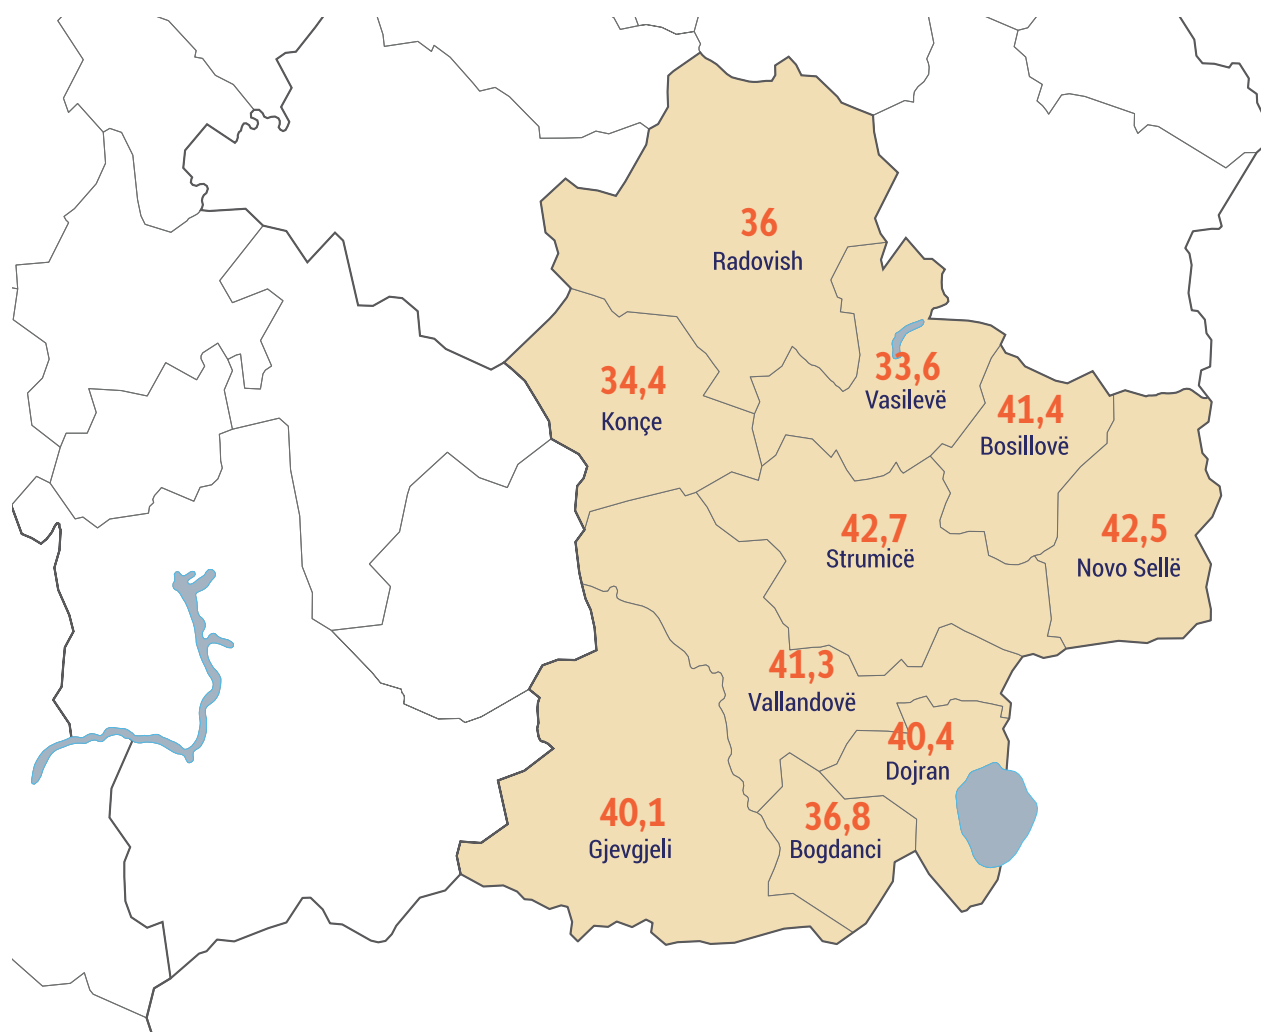 36
Radovish
34,4
Konçe
33,6
Vasilevë
41,4
Bosillovë
42,7
Strumicë
42,5
Novo Sellë
41,3
Vallandovë
40,4
Dojran
40,1
Gjevgjeli
36,8
Bogdanci